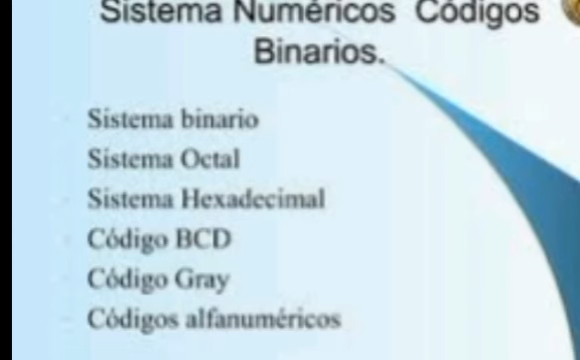 Sistema Numéricos Códigos
Binarios.
Sistema binario
Sistema Octal
Sistema Hexadecimal
Código BCD
Código Gray
Códigos alfanuméricos